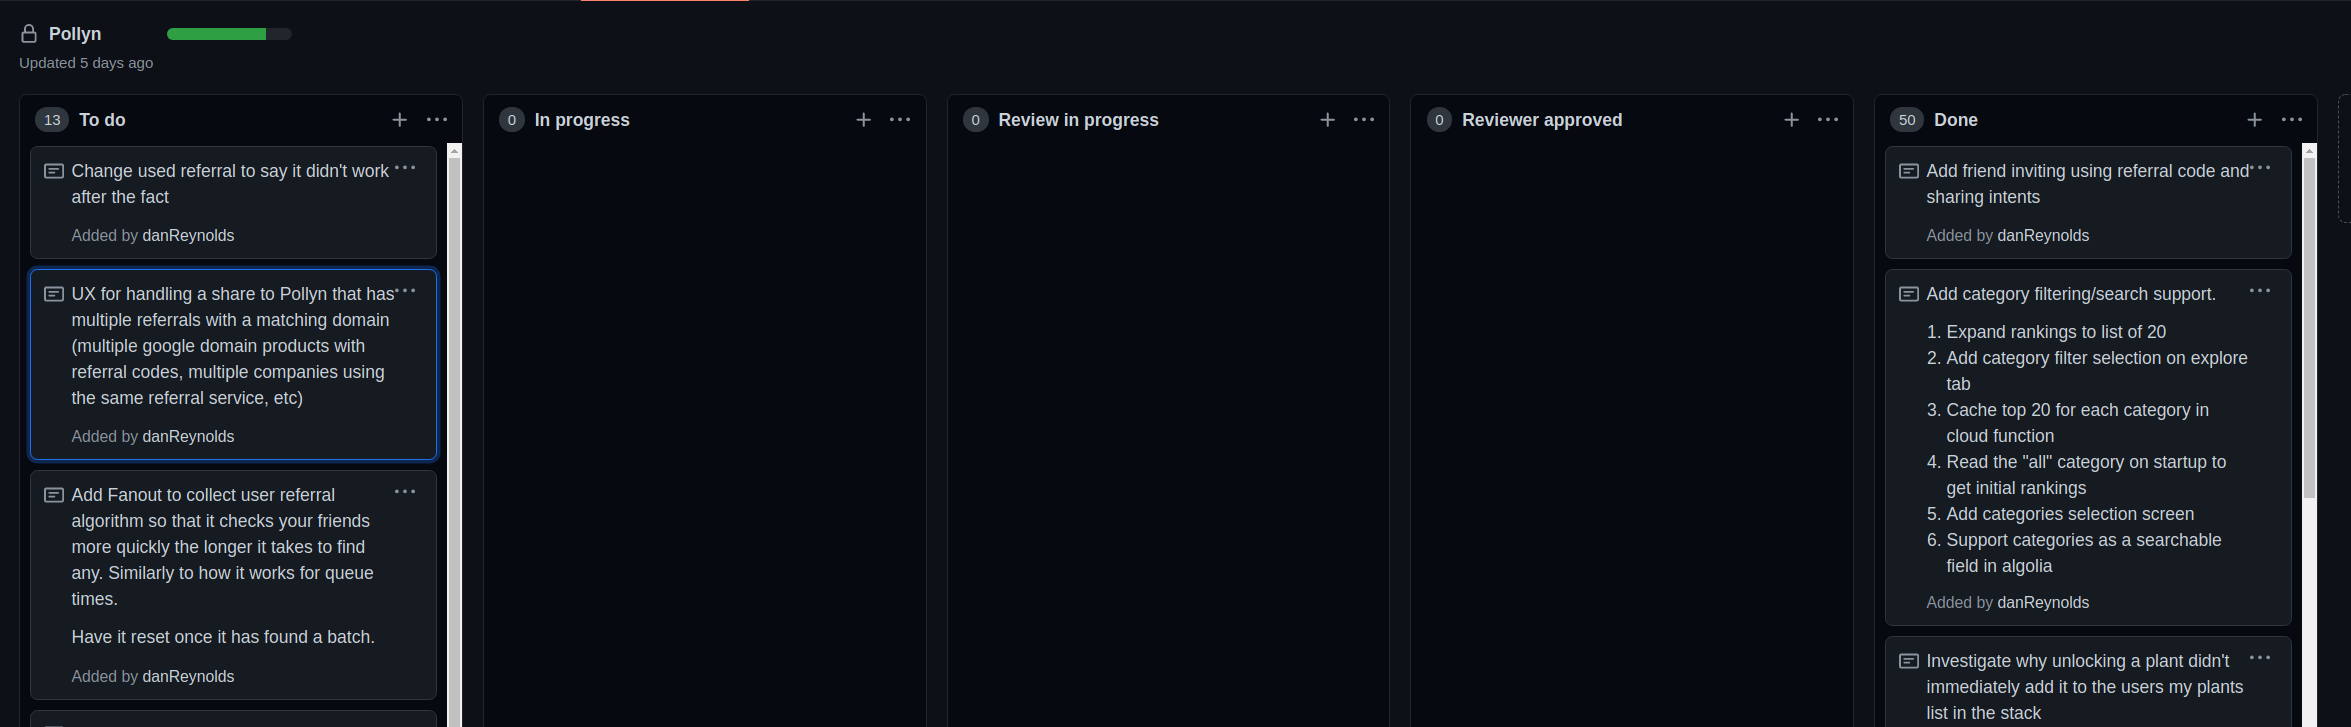 Pollyn
Updated 5 days ago
13 To do
Change used referral to say it didn't work
after the fact
Added by danReynolds
UX for handling a share to Pollyn that has
multiple referrals with a matching domain
(multiple google domain products with
referral codes, multiple companies using
the same referral service, etc)
Added by danReynolds
Add Fanout to collect user referral
algorithm so that it checks your friends
more quickly the longer it takes to find
any. Similarly to how it works for queue
times.
Have it reset once it has found a batch.
Added by danReynolds
0 In progress
0 Review in progress
0 Reviewer approved
50 Done
Add friend inviting using referral code and
sharing intents
Added by danReynolds
Add category filtering/search support.
1. Expand rankings to list of 20
2. Add category filter selection on explore
tab
3. Cache top 20 for each category in
cloud function
4. Read the "all" category on startup to
get initial rankings
5. Add categories selection screen
6. Support categories as a searchable
field in algolia
Added by danReynolds
Investigate why unlocking a plant didn't
immediately add it to the users my plants
list in the stack